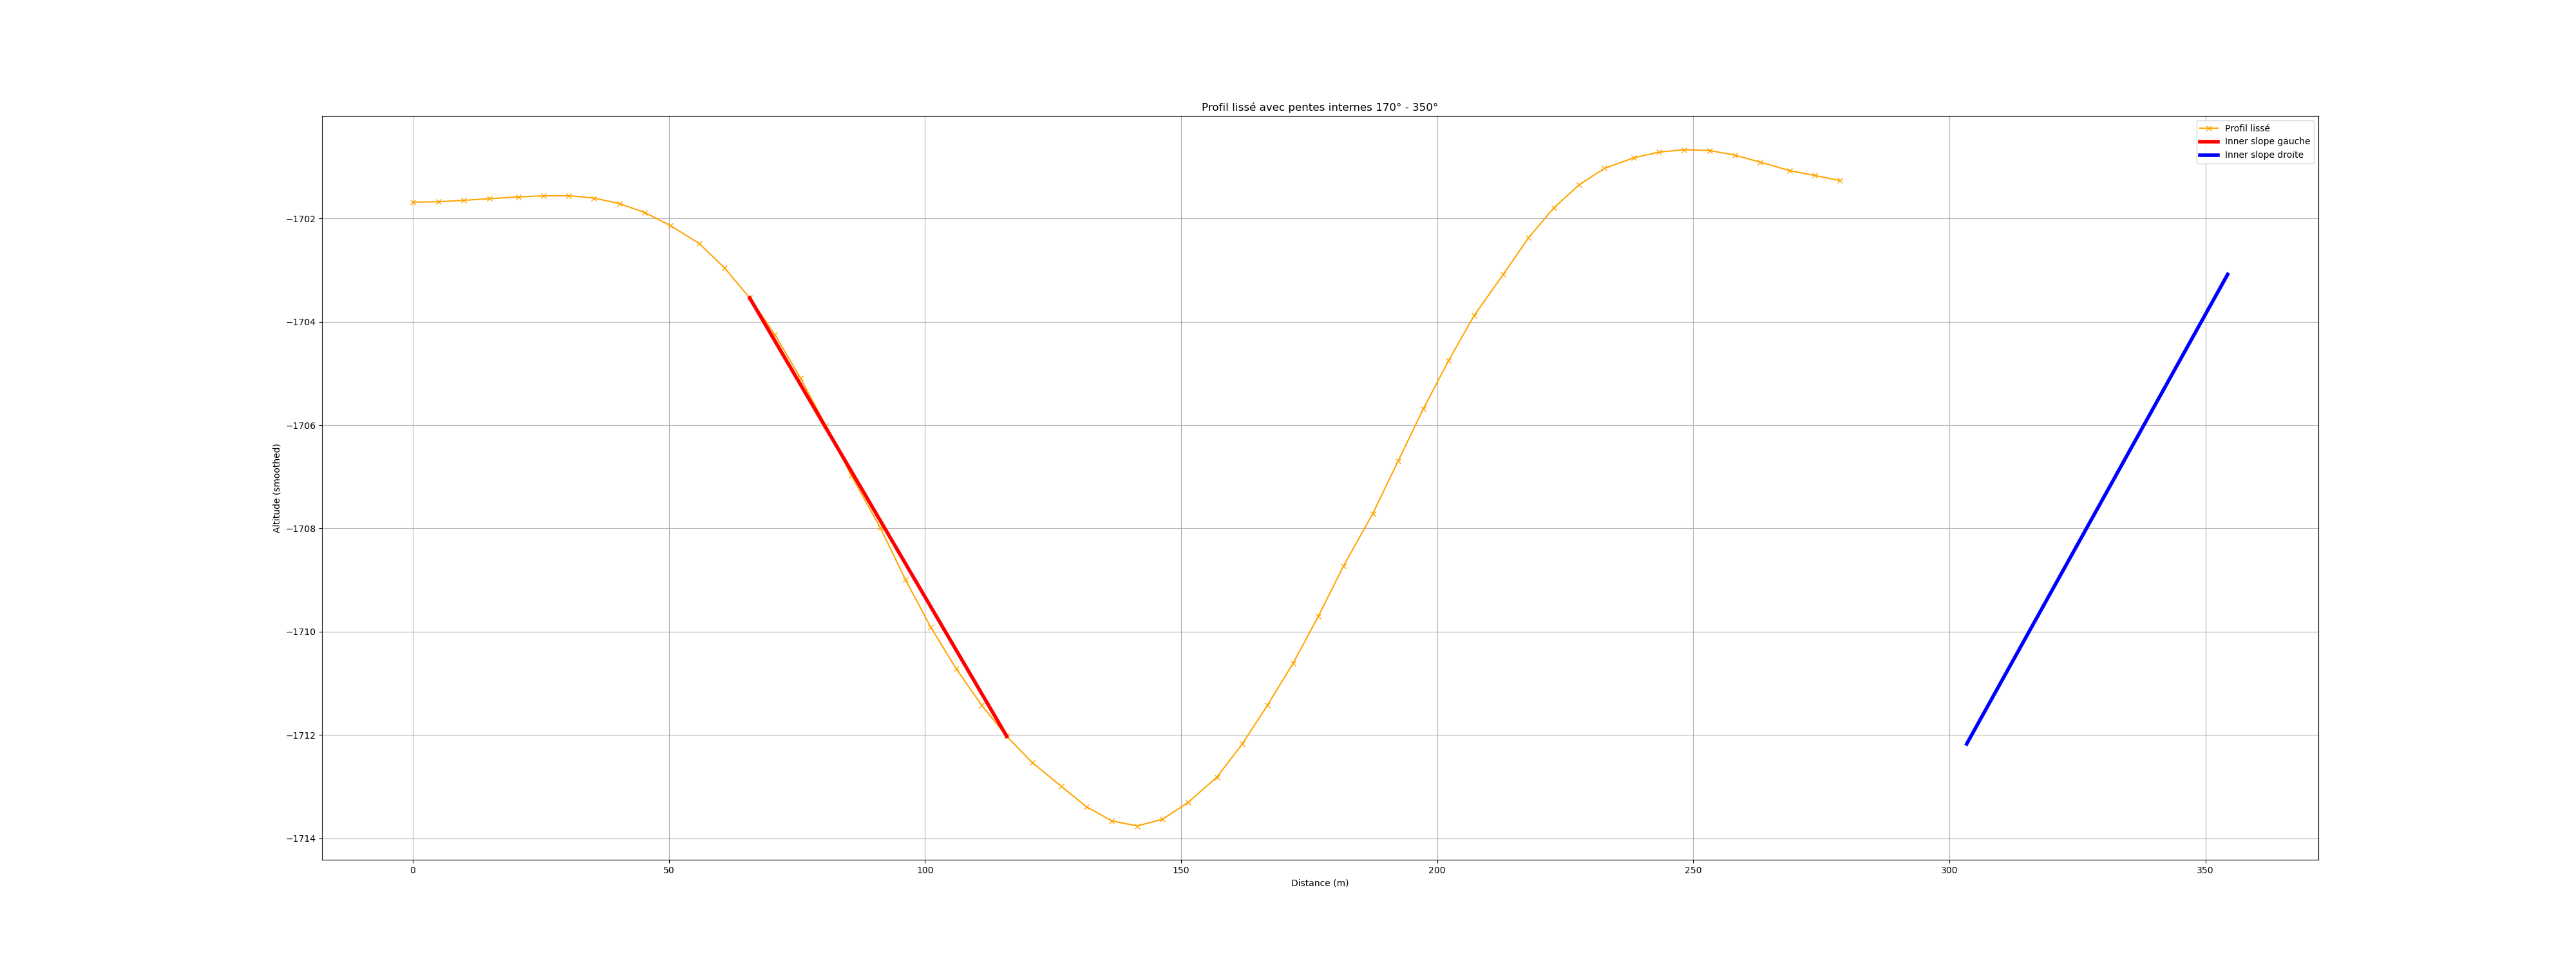 Profil lissé avec pentes internes 170° - 350°
Profil lissé
Inner slope gauche
Inner slope droite
−1702
−1704
−1706
−1708
−1710
−1712
−1714
Altitude (smoothed)
0 50 100 150 200 250 300 350
Distance (m)